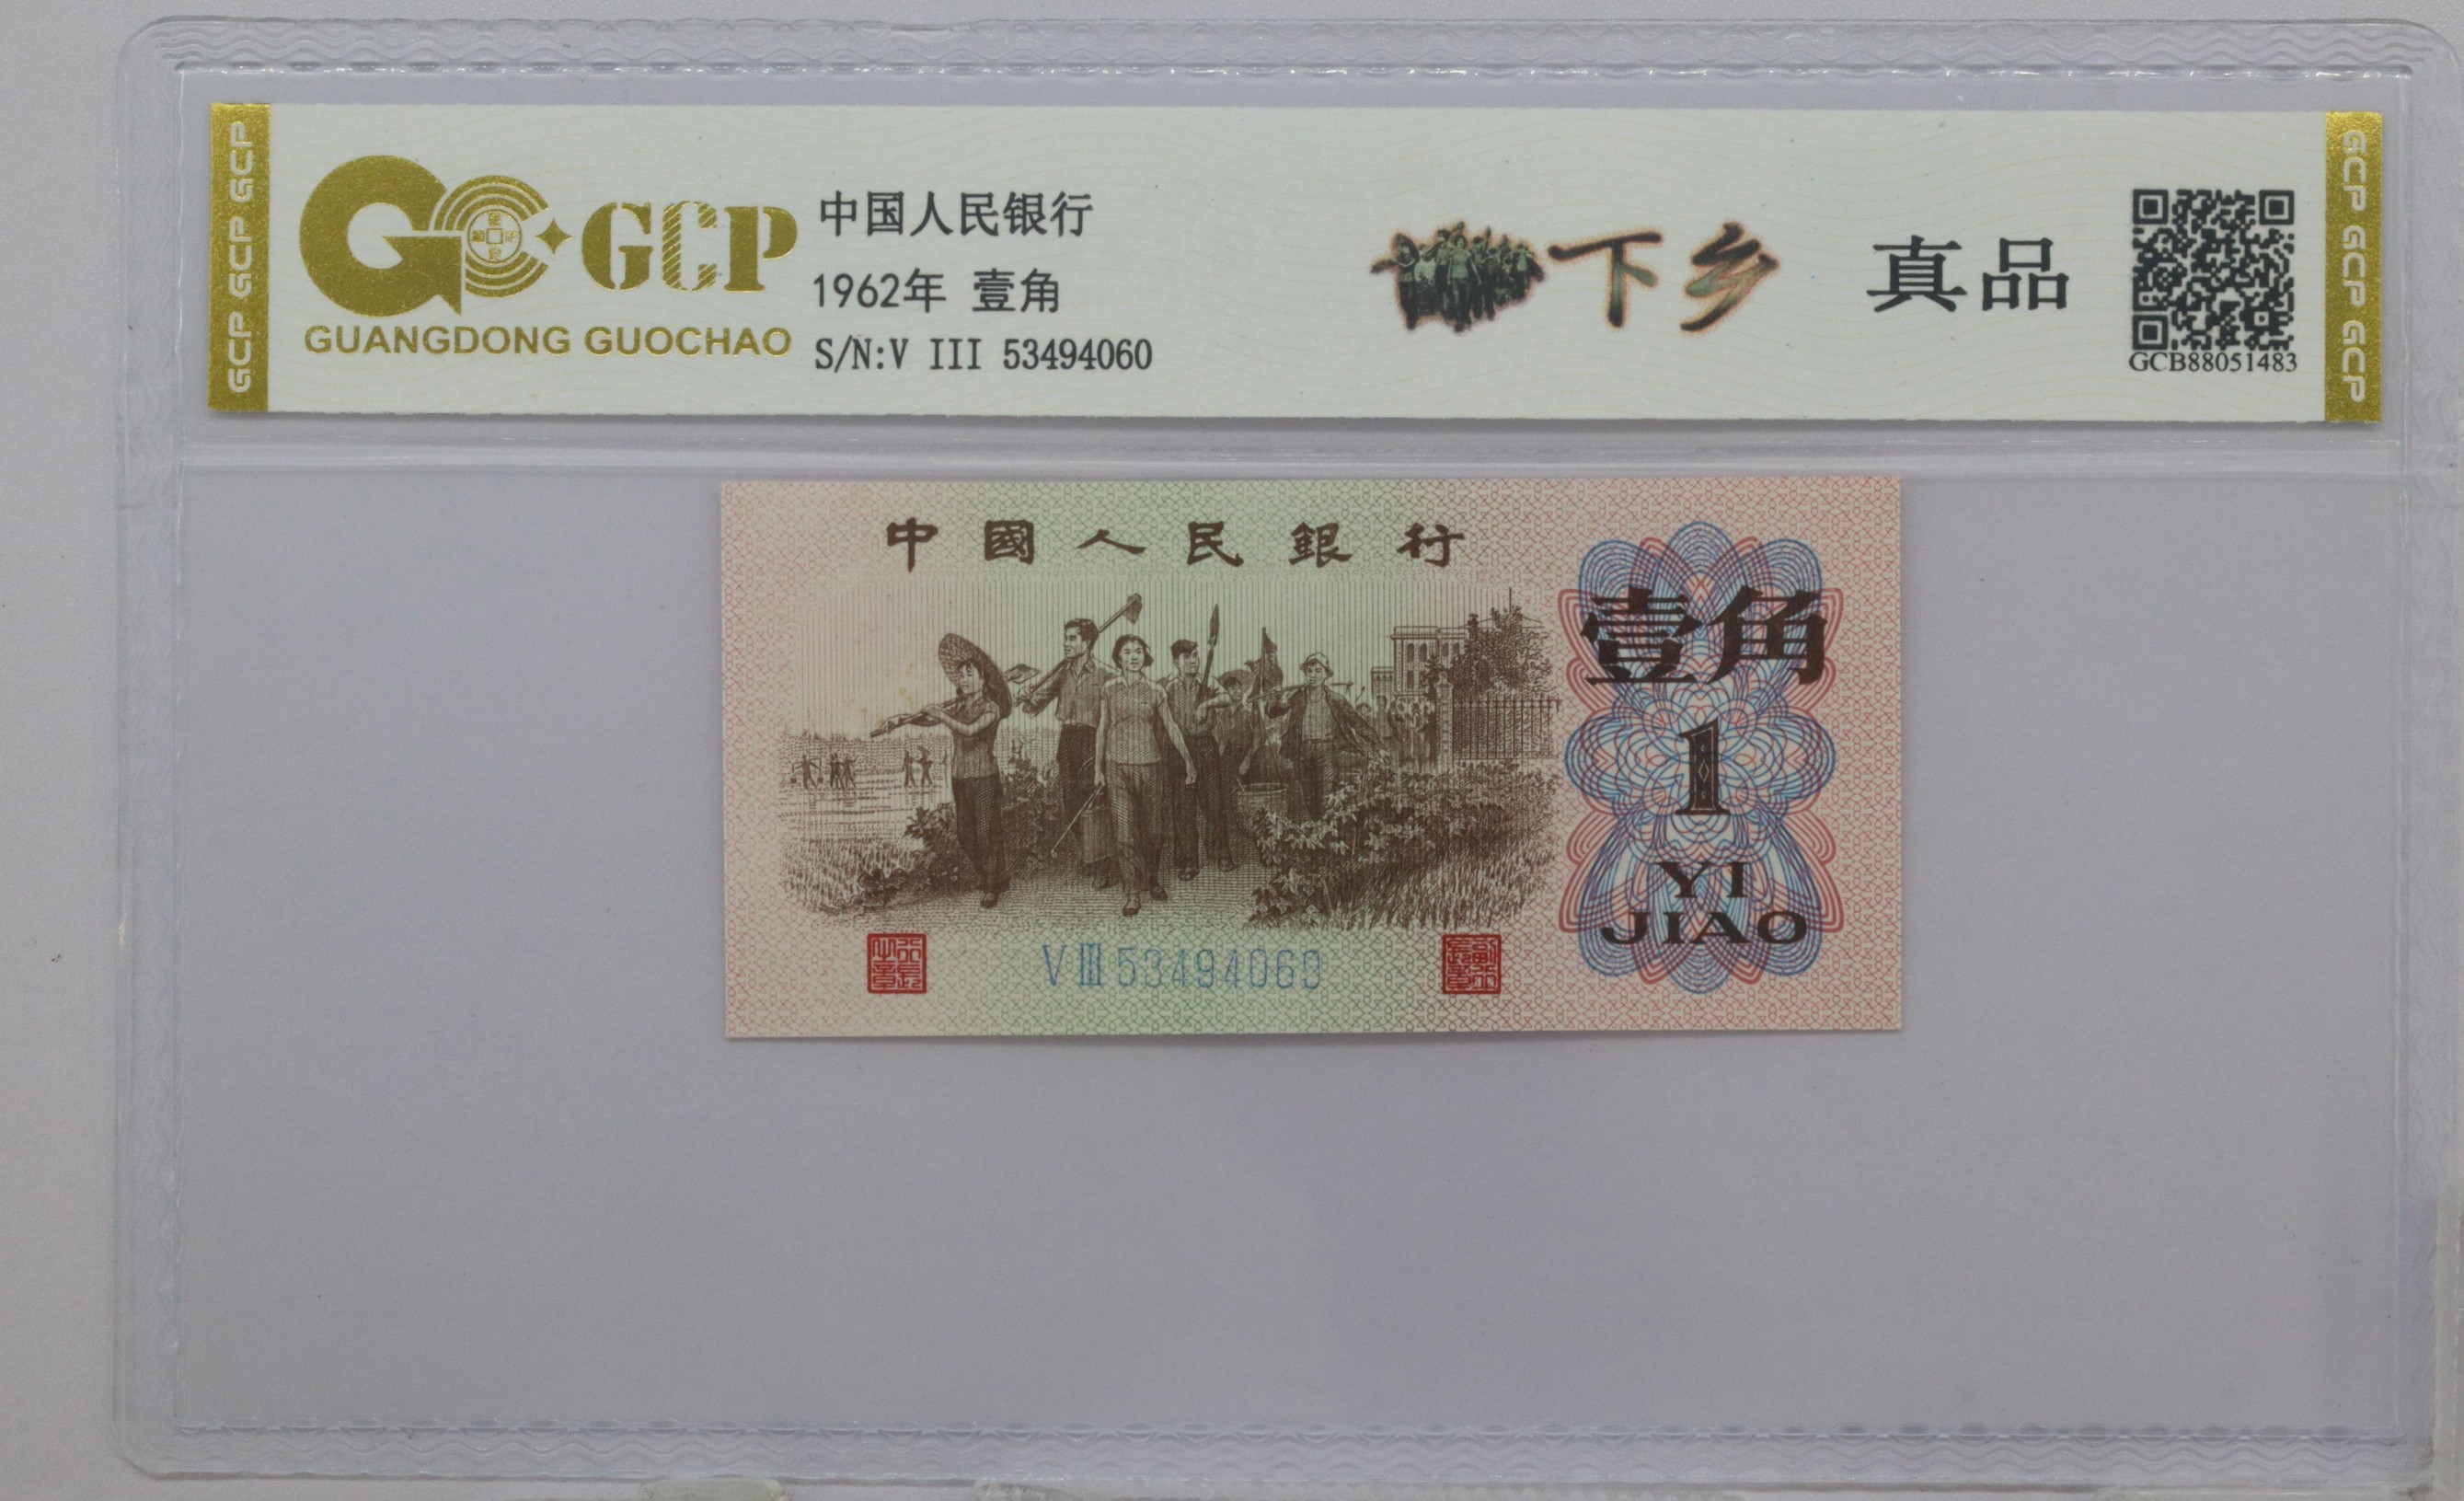 GCP GCP GCP
GCP
GUANGDONG GUOCHAO
中国人民银行
1962年 壹角
S/N:V III 53494060
下乡
真品
GCB88051483
GCP GCP GCP
中國人民銀行
壹角
1
YI
JIAO
V III 53494060